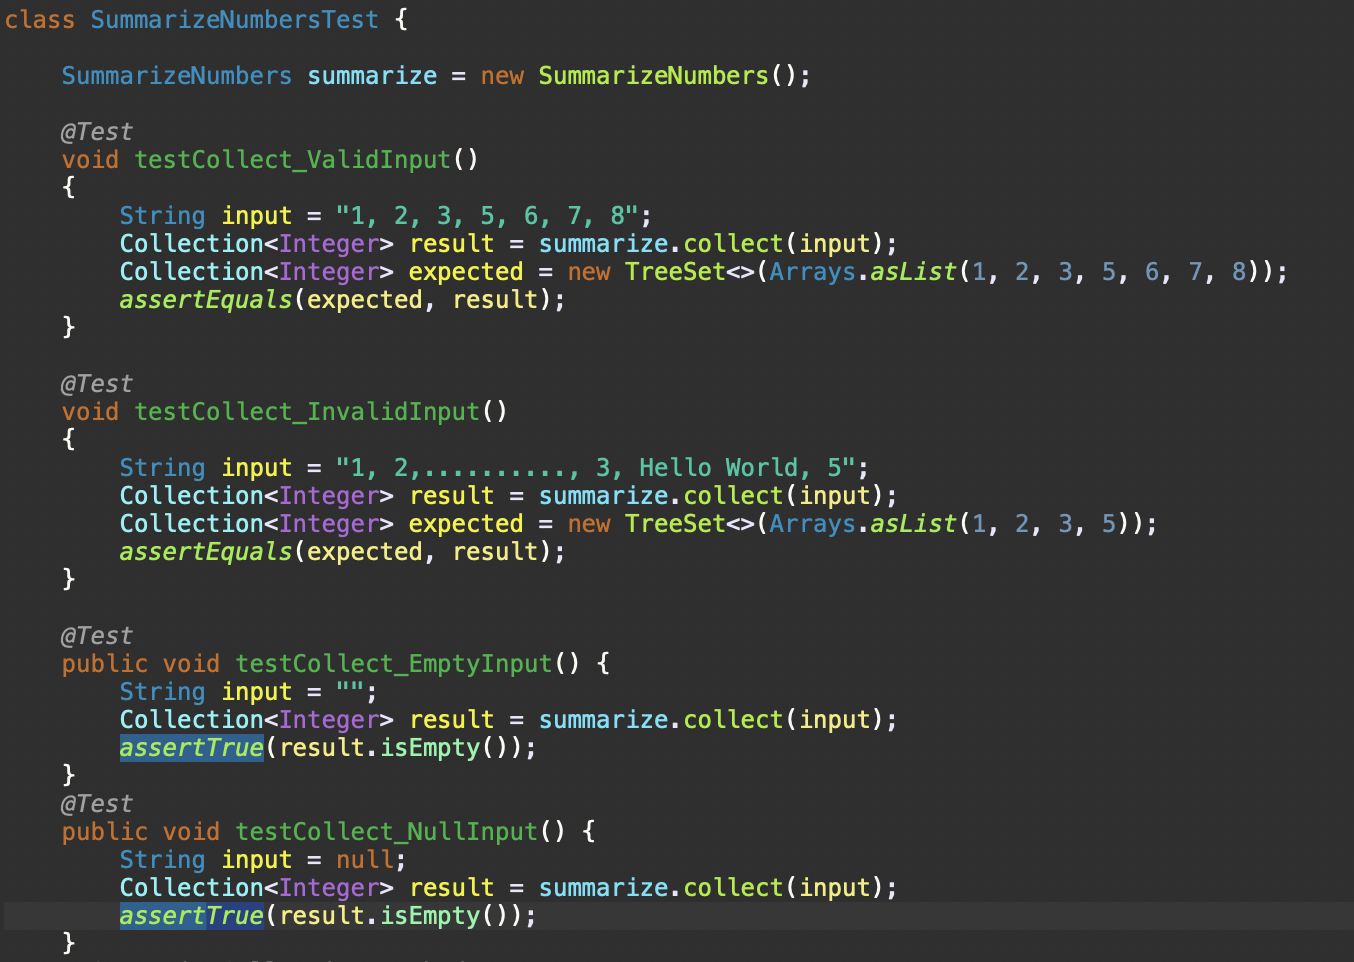 class SummarizeNumbersTest {
SummarizeNumbers summarize = new SummarizeNumbers();
@Test
void testCollect_ValidInput()
{
String input = "1, 2, 3, 5, 6, 7, 8";
Collection<Integer> result = summarize.collect(input);
Collection<Integer> expected = new TreeSet<>(Arrays.asList(1, 2, 3, 5, 6, 7, 8));
assertEquals(expected, result);
}
@Test
void testCollect_InvalidInput()
{
String input = "1, 2,.........., 3, Hello World, 5";
Collection<Integer> result = summarize.collect(input);
Collection<Integer> expected = new TreeSet<>(Arrays.asList(1, 2, 3, 5));
assertEquals(expected, result);
}
@Test
public void testCollect_EmptyInput() {
String input = "";
Collection<Integer> result = summarize.collect(input);
assertTrue(result.isEmpty());
}
@Test
public void testCollect_NullInput() {
String input = null;
Collection<Integer> result = summarize.collect(input);
assertTrue(result.isEmpty());
}